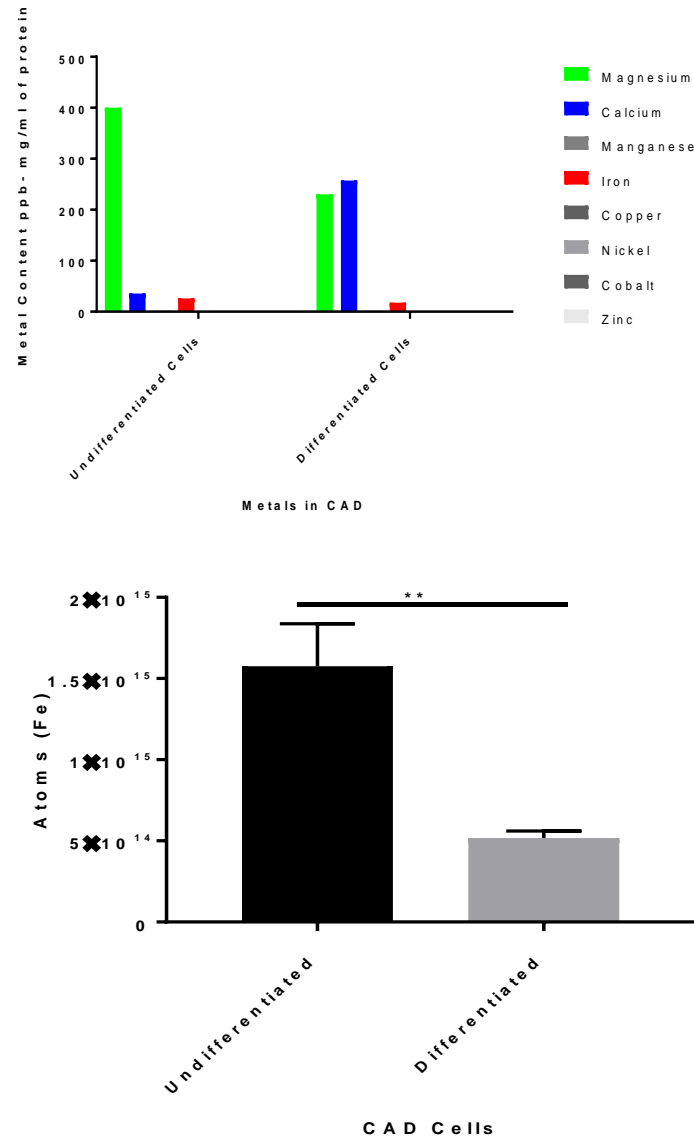 Metal Content ppb- mg/ml of protein
500
400
300
200
100
0
Undifferentiated Cells
Differentiated Cells
Metals in CAD
Magnesium
Calcium
Manganese
Iron
Copper
Nickel
Cobalt
Zinc
Atoms (Fe)
2✖10 15
1.5✖10 15
1✖10 15
5✖10 14
0
**
Undifferentiated
Differentiated
CAD Cells